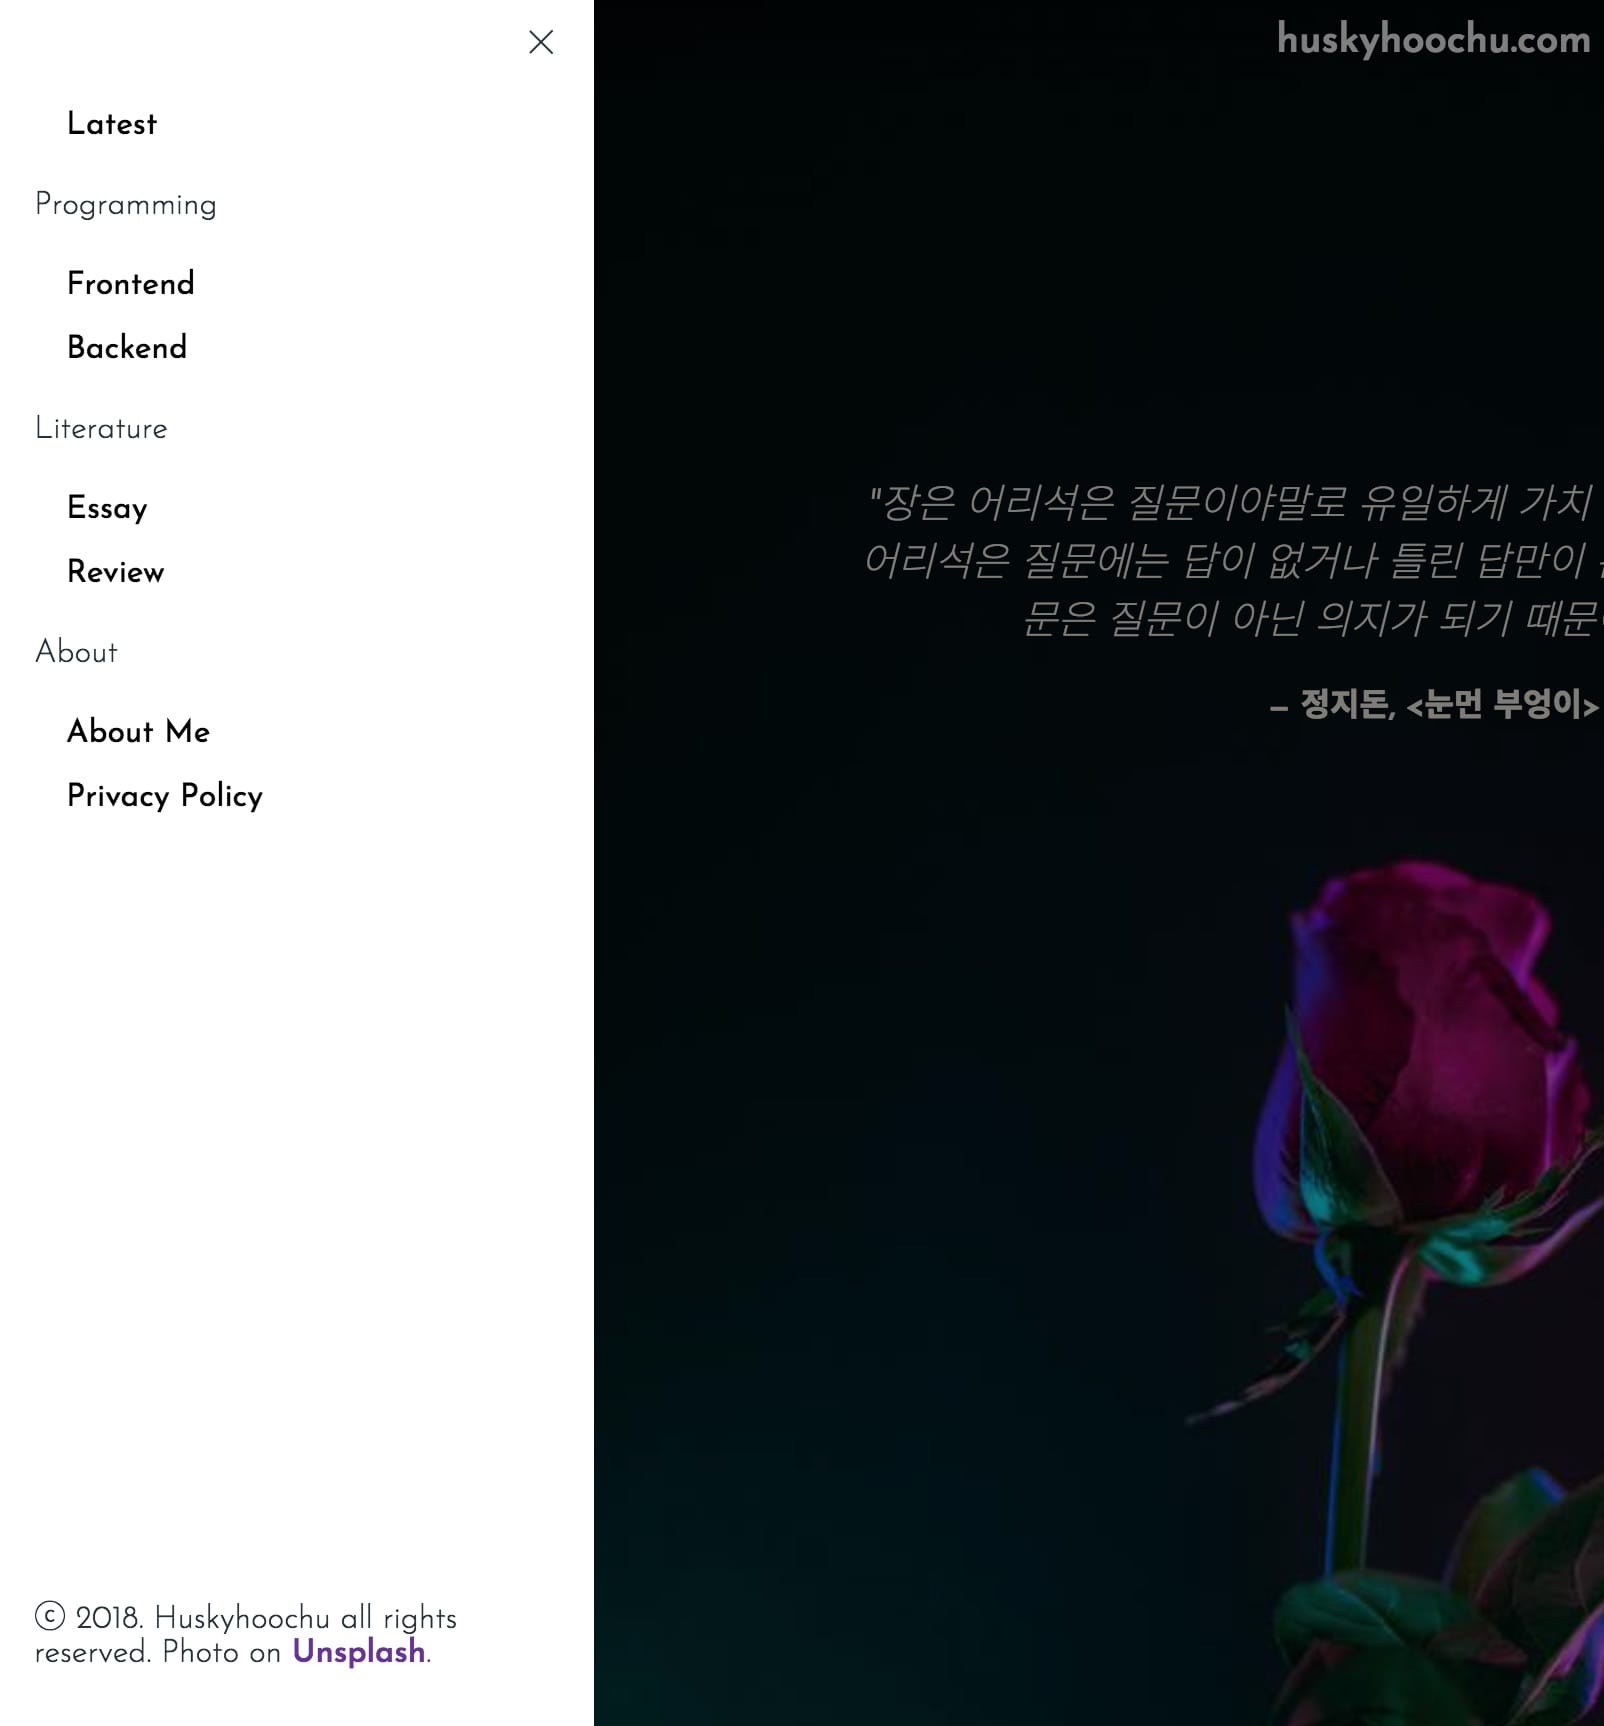 Latest
Programming
Frontend
Backend
Literature
Essay
Review
About
About Me
Privacy Policy
ⓒ 2018. Huskyhoochu all rights
reserved. Photo on Unsplash.
huskyhoochu.com
"장은 어리석은 질문이야말로 유일하게 가치
어리석은 질문에는 답이 없거나 틀린 답만이
문은 질문이 아닌 의지가 되기 때문
– 정지돈, <눈먼 부엉이>